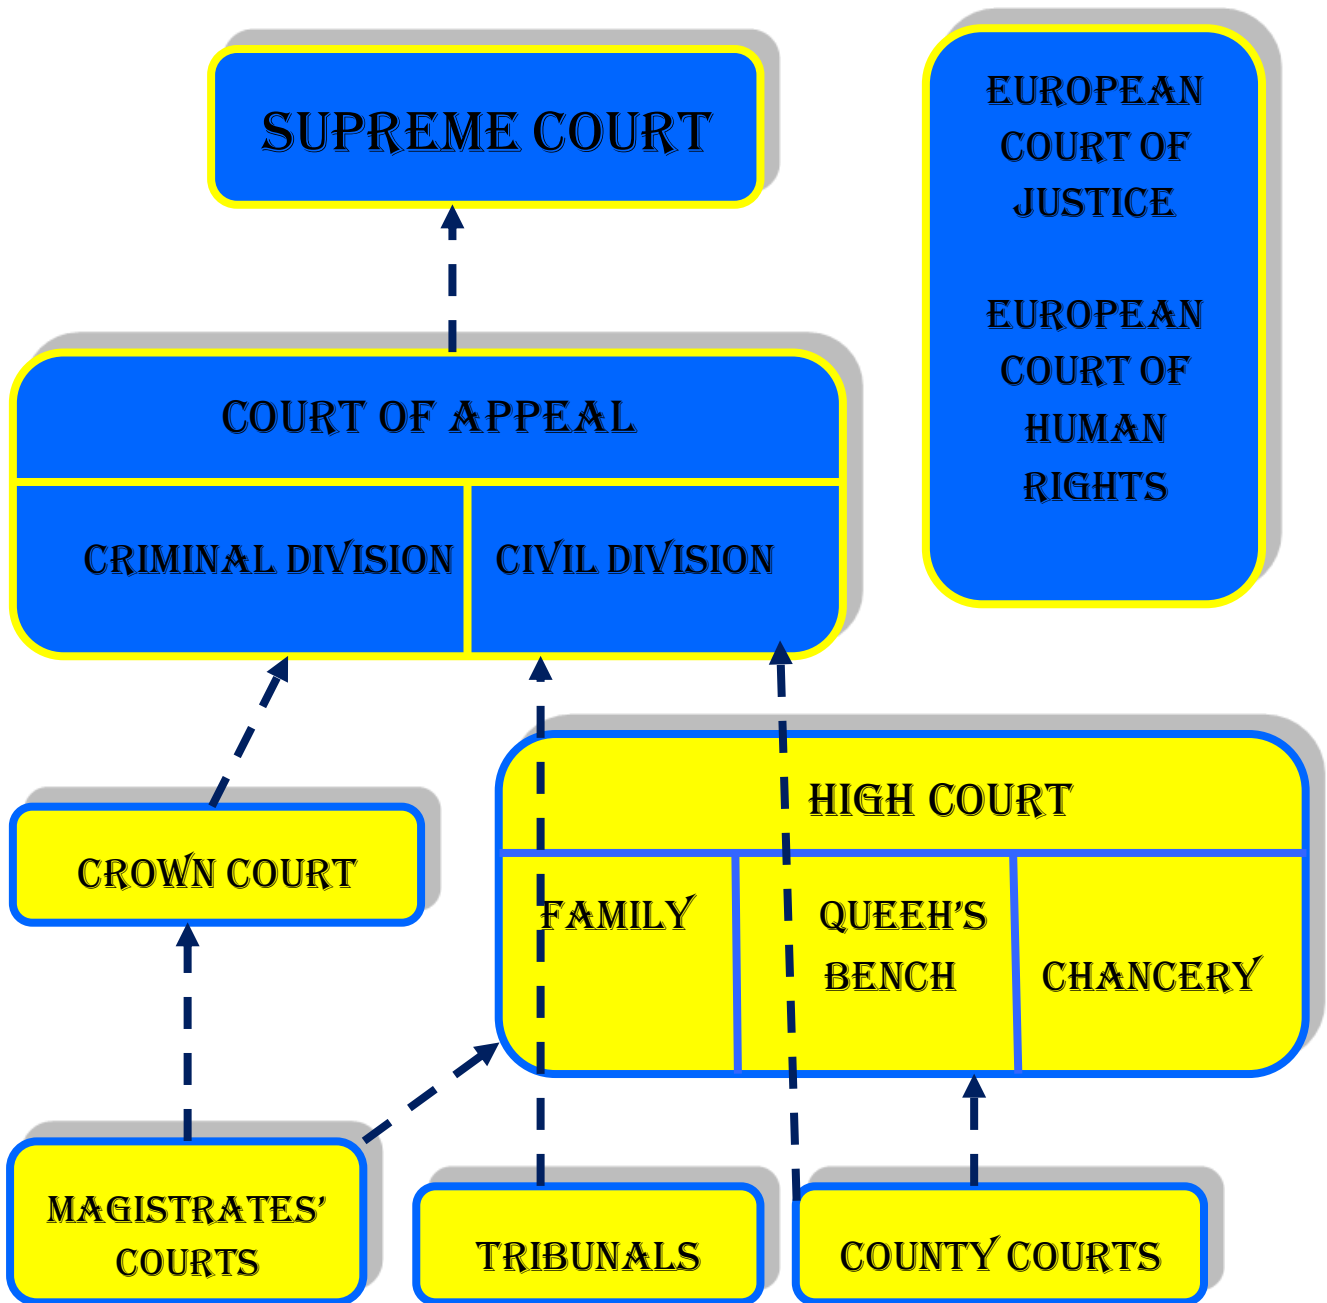 SUPREME COURT
EUROPEAN
COURT OF
JUSTICE
EUROPEAN
COURT OF
HUMAN
RIGHTS
COURT OF APPEAL
CRIMINAL DIVISION
CIVIL DIVISION
HIGH COURT
CROWN COURT
FAMILY
QUEEH'S
BENCH
CHANCERY
MAGISTRATES'
COURTS
TRIBUNALS
COUNTY COURTS